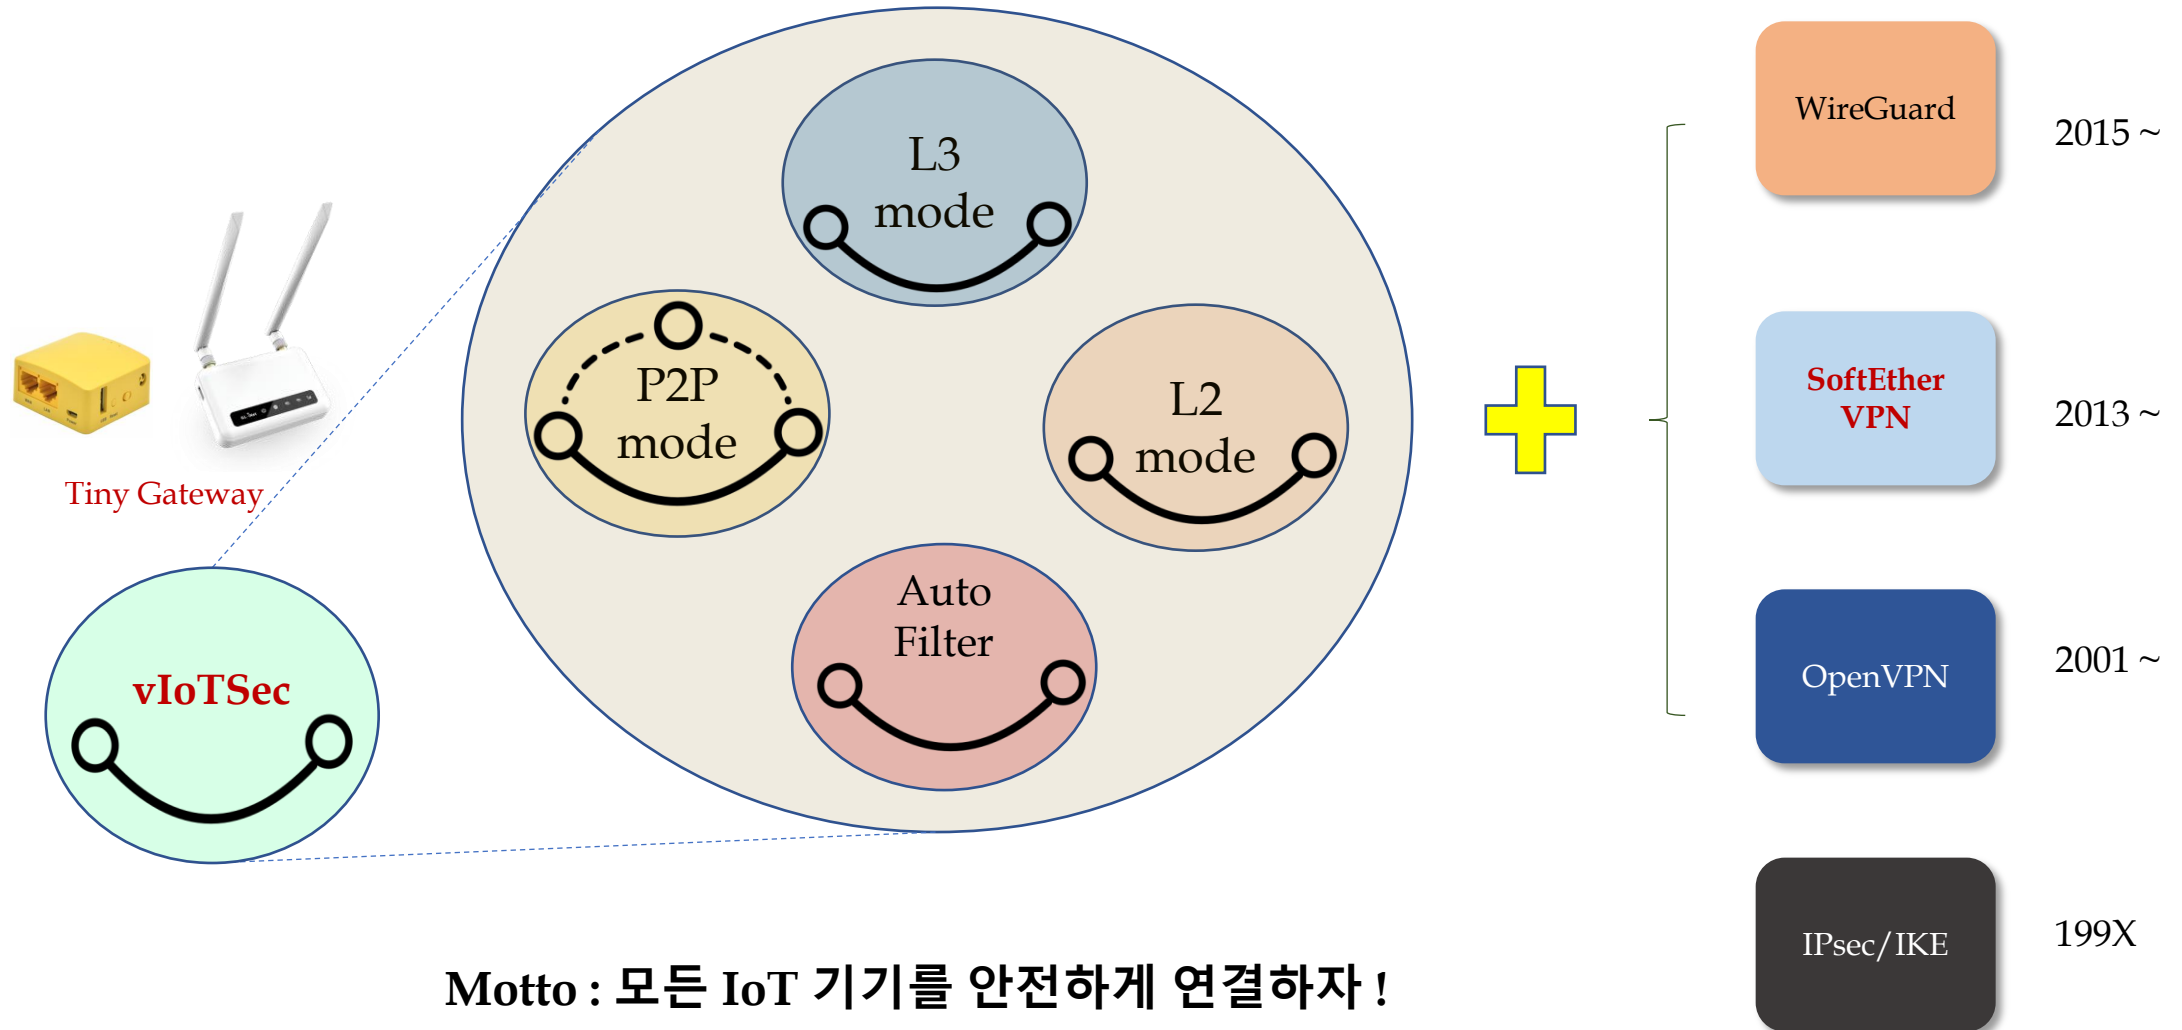 L3
mode
P2P
mode
L2
mode
Auto
Filter
Tiny Gateway
vIoTSec
WireGuard
2015 ~
SoftEther
VPN
2013 ~
OpenVPN
2001 ~
IPsec/IKE
199X
Motto : 모든 IoT 기기를 안전하게 연결하자 !